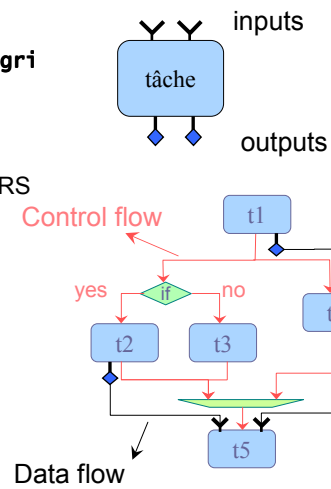 inputs
gri
tâche
outputs
RS
Control flow
t1
yes
if
no
t2
t3
t5
Data flow